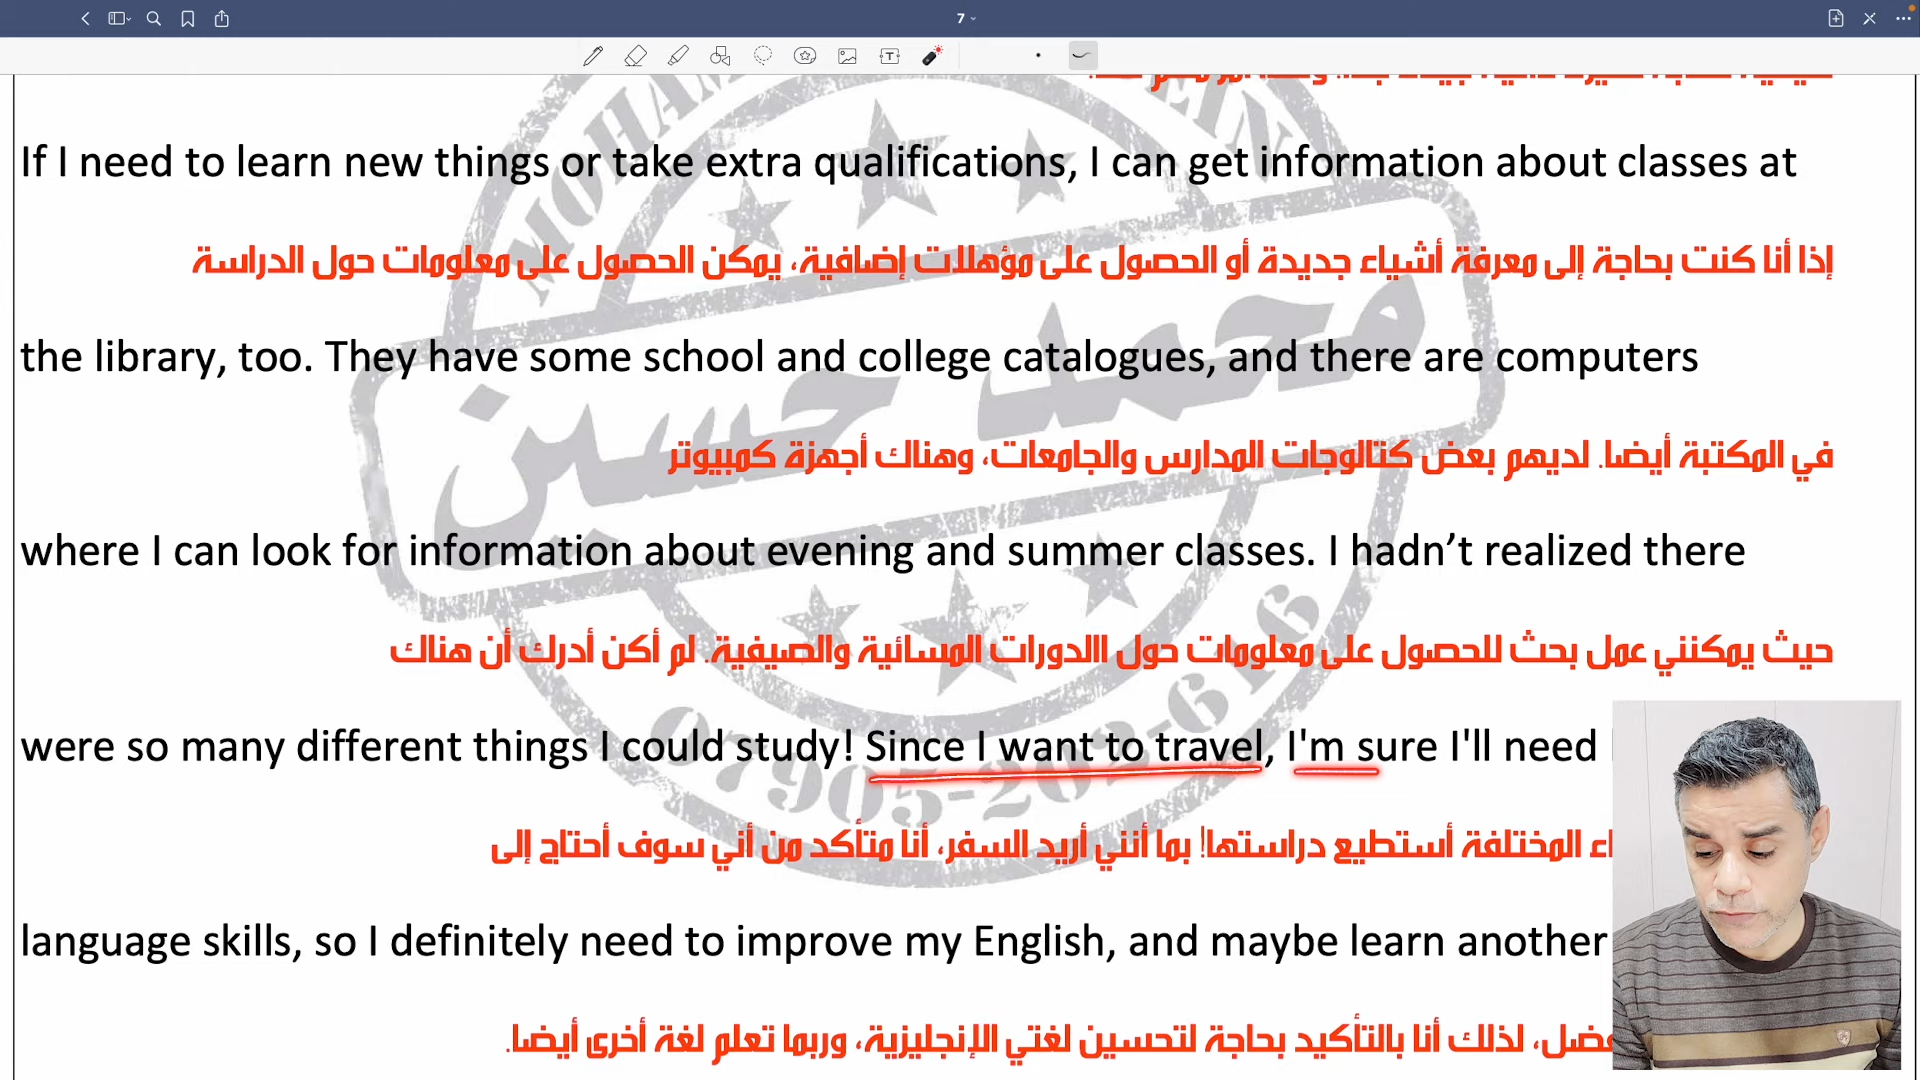 7
If I need to learn new things or take extra qualifications, I can get information about classes at
إذا أنا كنت بحاجة إلى معرفة أشياء جديدة أو الحصول على مؤهلات إضافية، يمكن الحصول على معلومات حول الدراسة
the library, too. They have some school and college catalogues, and there are computers
في المكتبة أيضا. لديهم بعض كتالوجات المدارس والجامعات، وهناك أجهزة كمبيوتر
where I can look for information about evening and summer classes. I hadn’t realized there
حيث يمكنني عمل بحث للحصول على معلومات حول االدورات المسائية والصيفية. لم أكن أدرك أن هناك
were so many different things I could study! Since I want to travel, I'm sure I'll need
المختلفة أستطيع دراستها! بما أنني أريد السفر، أنا متأكد من أني سوف أحتاج إلى
language skills, so I definitely need to improve my English, and maybe learn another
لذلك أنا بالتأكيد بحاجة لتحسين لغتي الإنجليزية، وربما تعلم لغة أخرى أيضا.
محمد حسين
07905-202-616